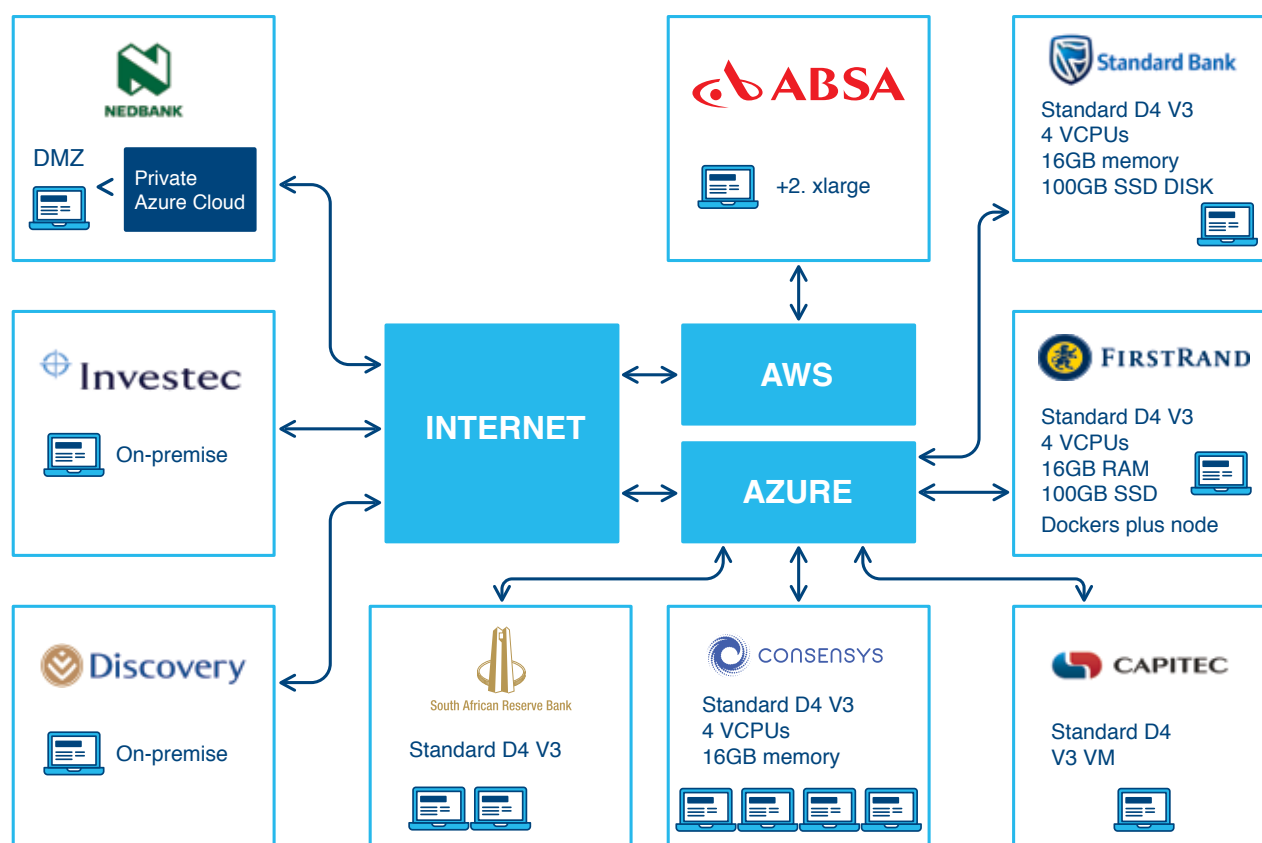 NEDBANK
DMZ
Private
Azure Cloud
ABSA
+2. xlarge
Standard Bank
Standard D4 V3
4 VCPUs
16GB memory
100GB SSD DISK
Investec
On-premise
INTERNET
AWS
AZURE
FIRSTRAND
Standard D4 V3
4 VCPUs
16GB RAM
100GB SSD
Dockers plus node
Discovery
On-premise
South African Reserve Bank
Standard D4 V3
CONSENSYS
Standard D4 V3
4 VCPUs
16GB memory
CAPITEC
Standard D4
V3 VM